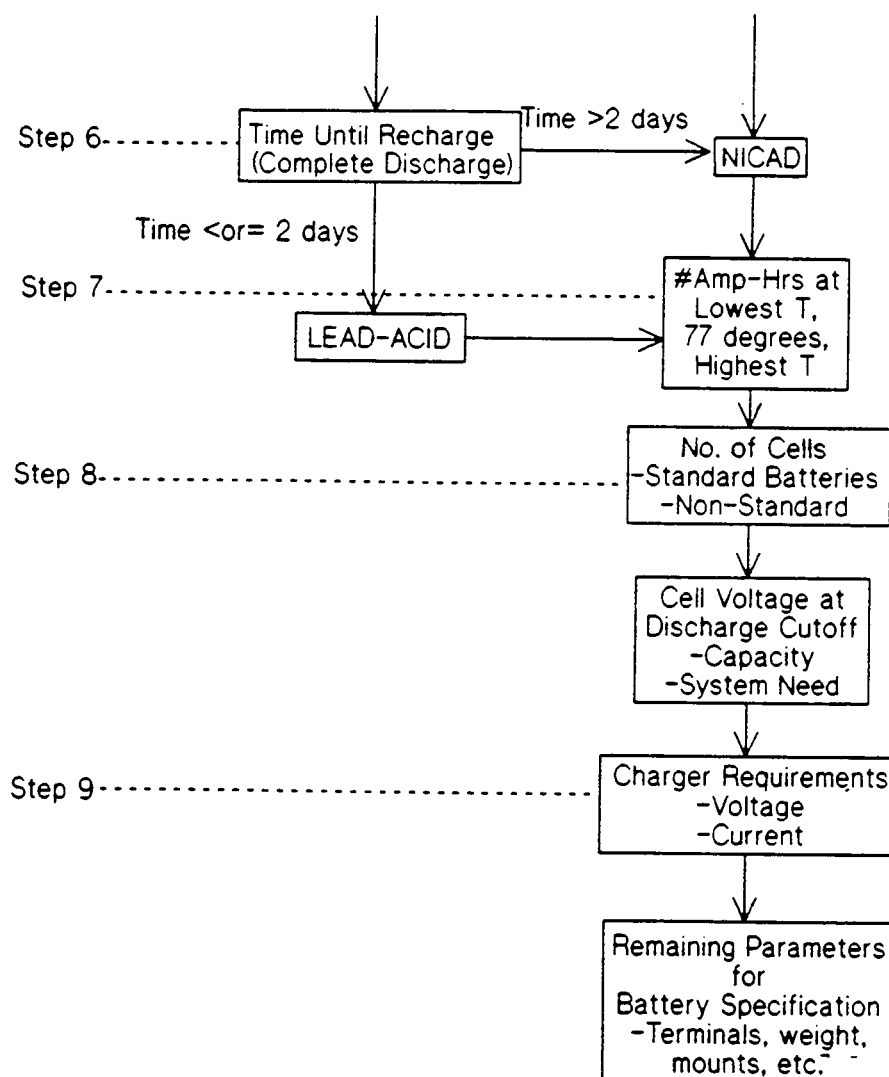 Time >2 days
Step 6
Time Until Recharge
(Complete Discharge)
NICAD
Time <or= 2 days
Step 7
#Amp-Hrs at
Lowest T,
77 degrees,
Highest T
LEAD-ACID
No. of Cells
-Standard Batteries
-Non-Standard
Step 8
Cell Voltage at
Discharge Cutoff
-Capacity
-System Need
Step 9
Charger Requirements
-Voltage
-Current
Remaining Parameters
for
Battery Specification
-Terminals, weight,
mounts, etc.